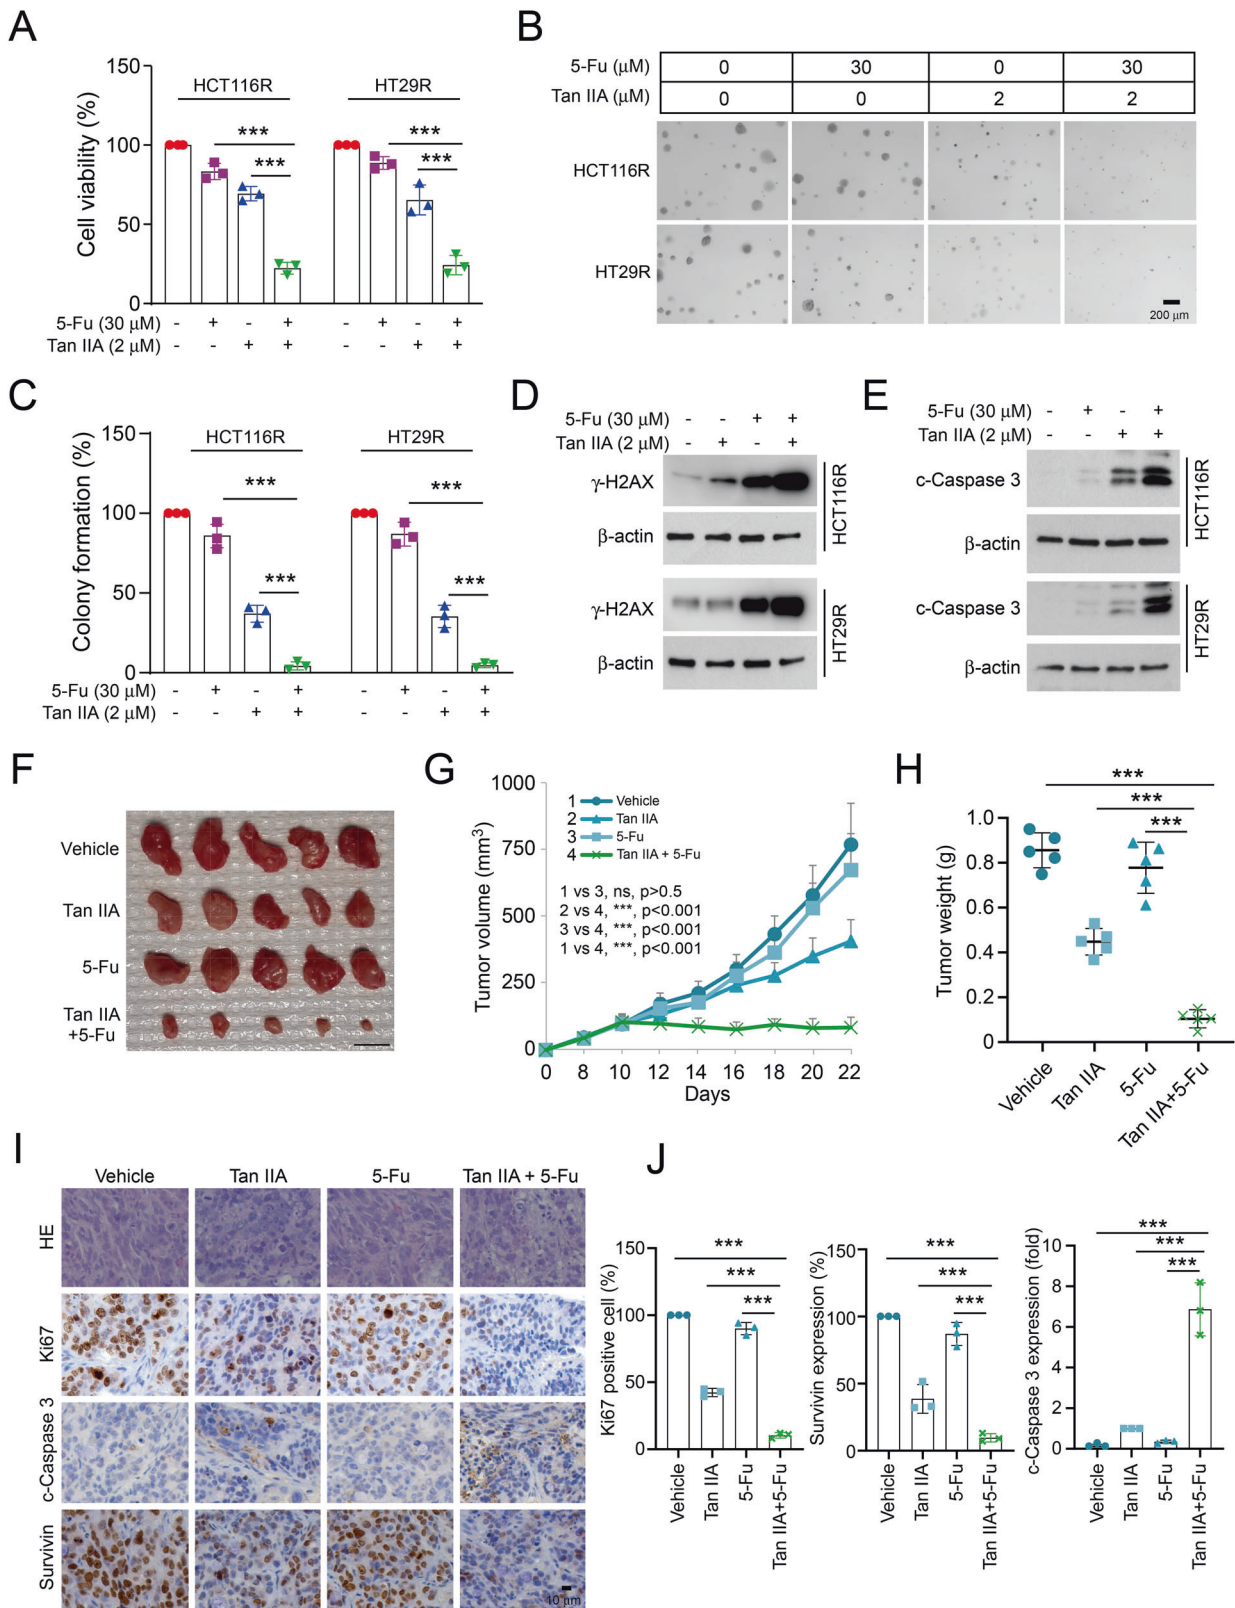 A
Cell viability (%)
150
100
50
0
HCT116R
HT29R
***
***
***
***
5-Fu (30 μM) - + - + - + - +
Tan IIA (2 μM) - - + + - - + +
B
5-Fu (μM) 0 30 0 30
Tan IIA (μM) 0 0 2 2
HCT116R
HT29R
200 μm
C
Colony formation (%)
150
100
50
0
HCT116R
HT29R
***
***
***
***
5-Fu (30 μM) - + - + - + - +
Tan IIA (2 μM) - - + + - - + +
D
5-Fu (30 μM) - - + +
Tan IIA (2 μM) - + - +
γ-H2AX
β-actin
HCT116R
γ-H2AX
β-actin
HT29R
E
5-Fu (30 μM) - + - +
Tan IIA (2 μM) - - + +
c-Caspase 3
β-actin
HCT116R
c-Caspase 3
β-actin
HT29R
F
Vehicle
Tan IIA
5-Fu
Tan IIA
+5-Fu
G
Tumor volume (mm³)
1000
750
500
250
0
1 Vehicle
2 Tan IIA
3 5-Fu
4 Tan IIA + 5-Fu
1 vs 3, ns, p>0.5
2 vs 4, ***, p<0.001
3 vs 4, ***, p<0.001
1 vs 4, ***, p<0.001
0 8 10 12 14 16 18 20 22
Days
H
Tumor weight (g)
***
***
***
1.0
0.8
0.6
0.4
0.2
0
Vehicle
Tan IIA
5-Fu
Tan IIA+5-Fu
I
Vehicle Tan IIA 5-Fu Tan IIA + 5-Fu
HE
Ki67
c-Caspase 3
Survivin
10 μm
J
Ki67 positive cell (%)
150
100
50
0
***
***
***
Vehicle
Tan IIA
5-Fu
Tan IIA+5-Fu
Survivin expression (%)
150
100
50
0
***
***
***
Vehicle
Tan IIA
5-Fu
Tan IIA+5-Fu
c-Caspase 3 expression (fold)
10
8
6
4
2
0
***
***
***
Vehicle
Tan IIA
5-Fu
Tan IIA+5-Fu